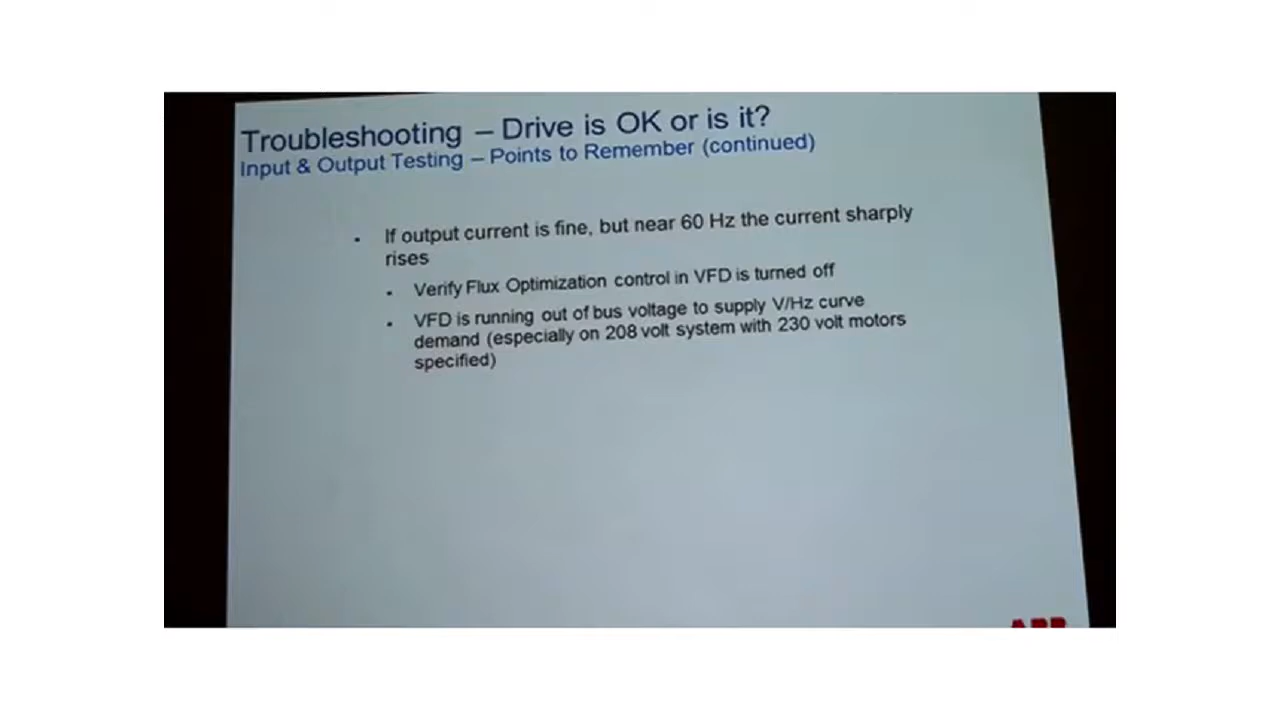 Troubleshooting – Drive is OK or is it?
Input & Output Testing – Points to Remember (continued)
• If output current is fine, but near 60 Hz the current sharply
rises
• Verify Flux Optimization control in VFD is turned off
• VFD is running out of bus voltage to supply V/Hz curve
demand (especially on 208 volt system with 230 volt motors
specified)
ABB